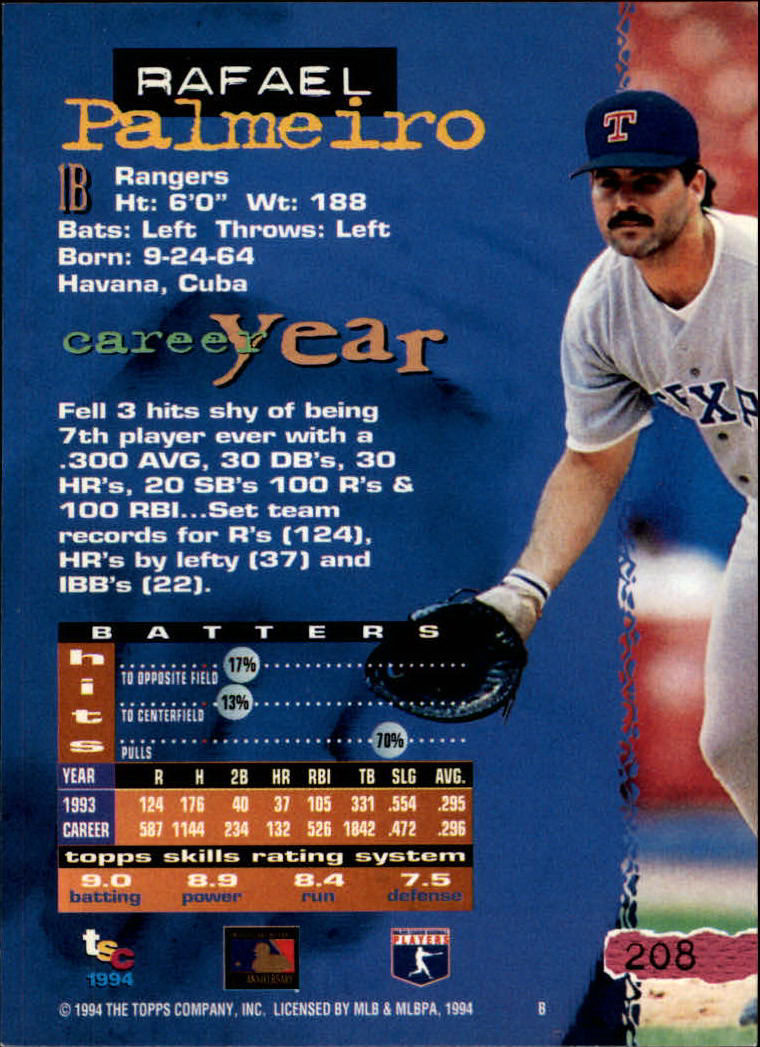 RAFAEL
Palmeiro
1B
Rangers
Ht: 6'0" Wt: 188
Bats: Left Throws: Left
Born: 9-24-64
Havana, Cuba
career Year
Fell 3 hits shy of being
7th player ever with a
.300 AVG, 30 DB's, 30
HR's, 20 SB's 100 R's &
100 RBI...Set team
records for R's (124),
HR's by lefty (37) and
IBB's (22).
BATTERS
hits
TO OPPOSITE FIELD 17%
TO CENTERFIELD 13%
PULLS 70%
YEAR R H 2B HR RBI TB SLG AVG.
1993 124 176 40 37 105 331 .554 .295
CAREER 587 1144 234 132 526 1842 .472 .296
topps skills rating system
9.0 8.9 8.4 7.5
batting power run defense
T
TEXA
tsc
1994
ANNIVERSARY
MAJOR LEAGUE BASEBALL
PLAYERS
208
© 1994 THE TOPPS COMPANY, INC. LICENSED BY MLB & MLBPA, 1994 B